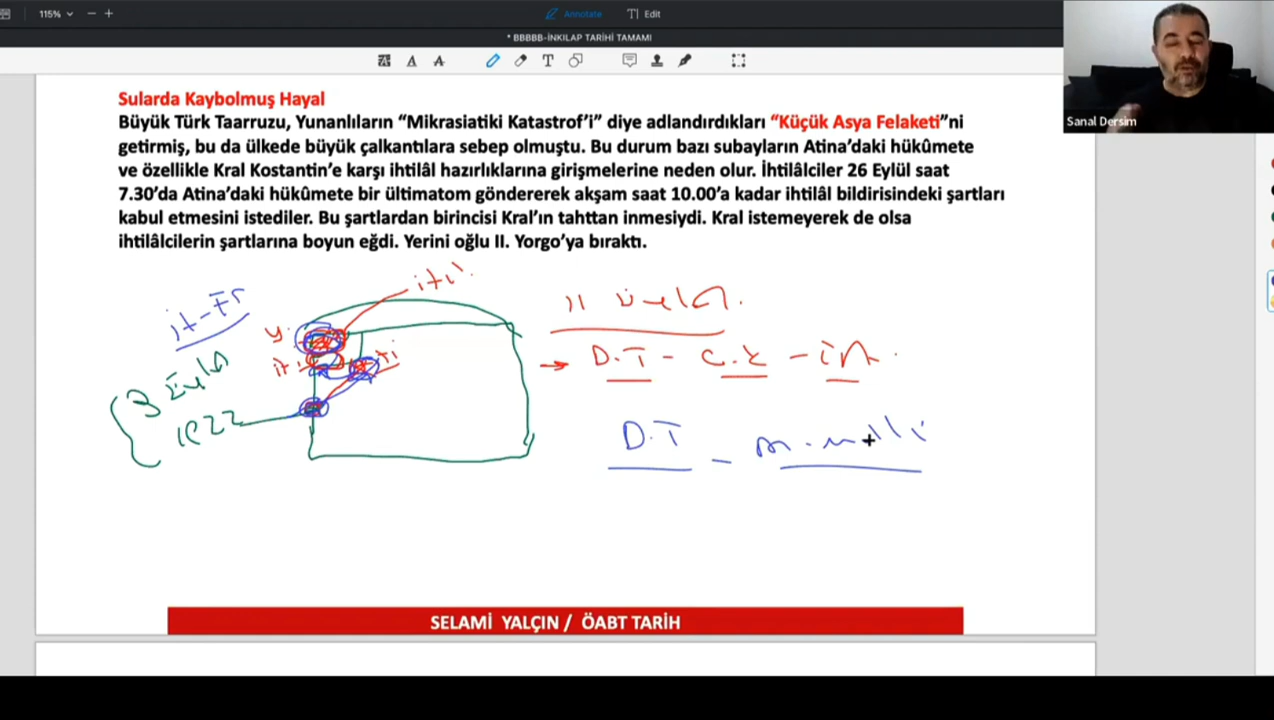 115%
Annotate
Edit
* BBBBB-İNKILAP TARİHİ TAMAMI
Sanal Dersim
Sularda Kaybolmuş Hayal
Büyük Türk Taarruzu, Yunanlıların “Mikrasiatiki Katastrof’i” diye adlandırdıkları “Küçük Asya Felaketi”ni
getirmiş, bu da ülkede büyük çalkantılara sebep olmuştu. Bu durum bazı subayların Atina’daki hükûmete
ve özellikle Kral Kostantin’e karşı ihtilâl hazırlıklarına girişmelerine neden olur. İhtilâlciler 26 Eylül saat
7.30’da Atina’daki hükûmete bir ültimatom göndererek akşam saat 10.00’a kadar ihtilâl bildirisindeki şartları
kabul etmesini istediler. Bu şartlardan birincisi Kral’ın tahttan inmesiydi. Kral istemeyerek de olsa
ihtilâlcilerin şartlarına boyun eğdi. Yerini oğlu II. Yorgo’ya bıraktı.
it-Fr
y.
it.
D.T - - in
D.T -
SELAMİ YALÇIN / ÖABT TARİH